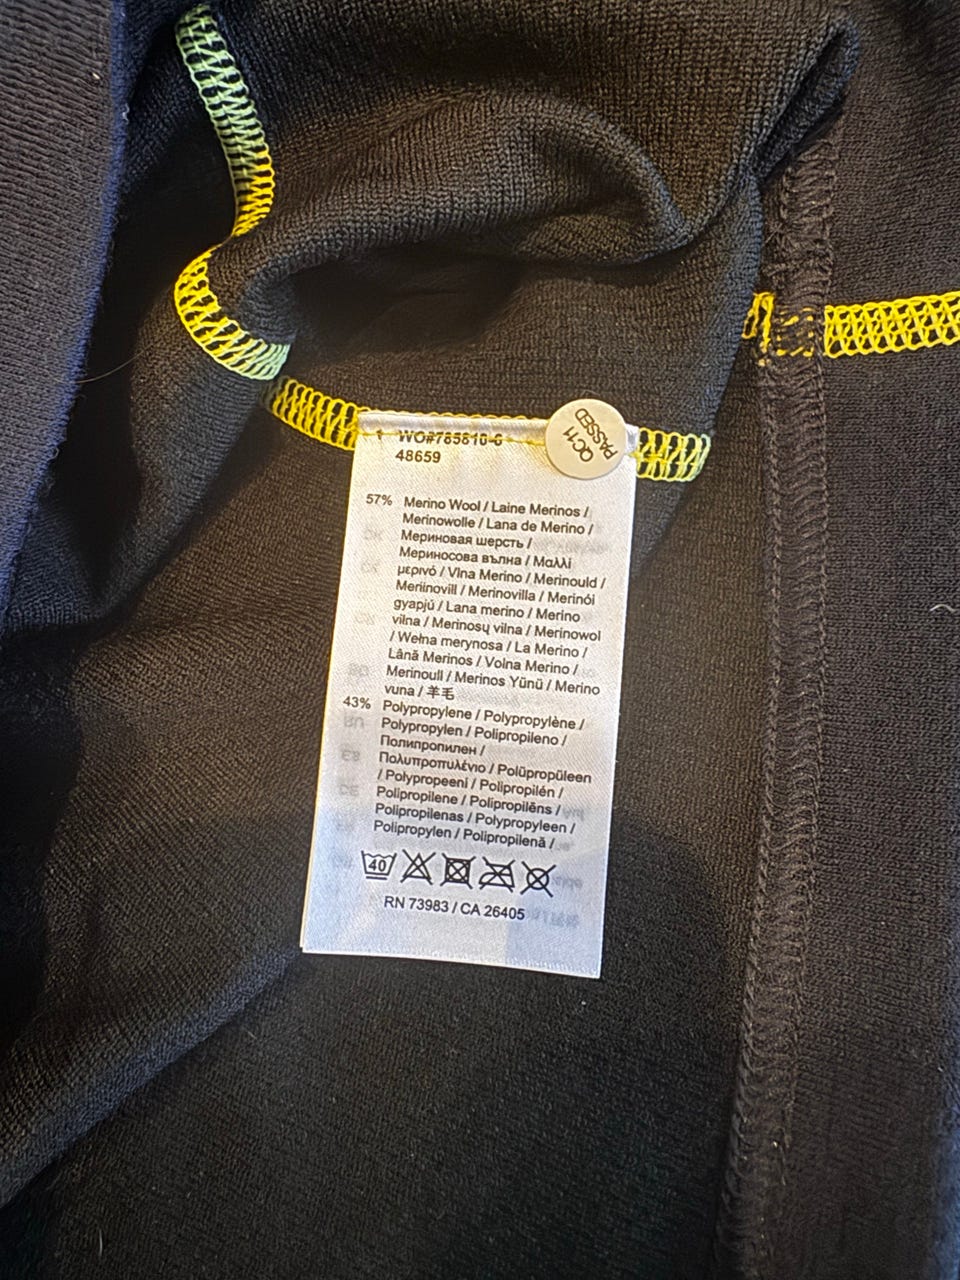 1 WO#785816-6
48659
QC11
PASSED
57% Merino Wool / Laine Merinos /
Merinowolle / Lana de Merino /
Мериновая шерсть /
Мериносова вълна / Μαλλί
μερινό / Vlna Merino / Merinould /
Meriinovill / Merinovilla / Merinói
gyapjú / Lana merino / Merino
vilna / Merinosų vilna / Merinowol
/ Wełna merynosa / La Merino /
Lână Merinos / Volna Merino /
Merinoull / Merinos Yünü / Merino
vuna / 羊毛
43% Polypropylene / Polypropylène /
Polypropylen / Polipropileno /
Полипропилен /
Πολυπροπυλένιο / Polüpropüleen
/ Polypropeeni / Polipropilén /
Polipropilene / Polipropilēns /
Polipropilenas / Polypropyleen /
Polipropylen / Polipropilenă /
40
RN 73983 / CA 26405